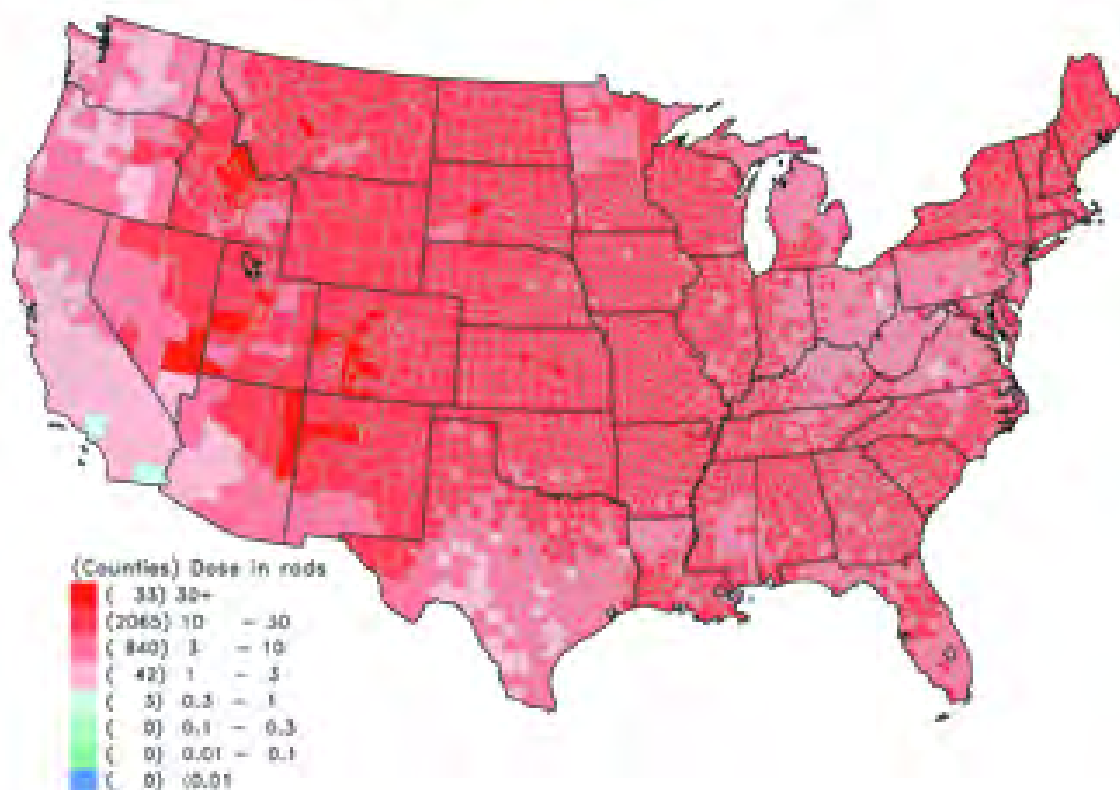 (Counties) Dose in rads
( 33) 30+
(2065) 10 - 30
( 840) 3 - 10
( 42) 1 - 3
( 3) 0.3 - 1
( 0) 0.1 - 0.3
( 0) 0.01 - 0.1
( 0) <0.01